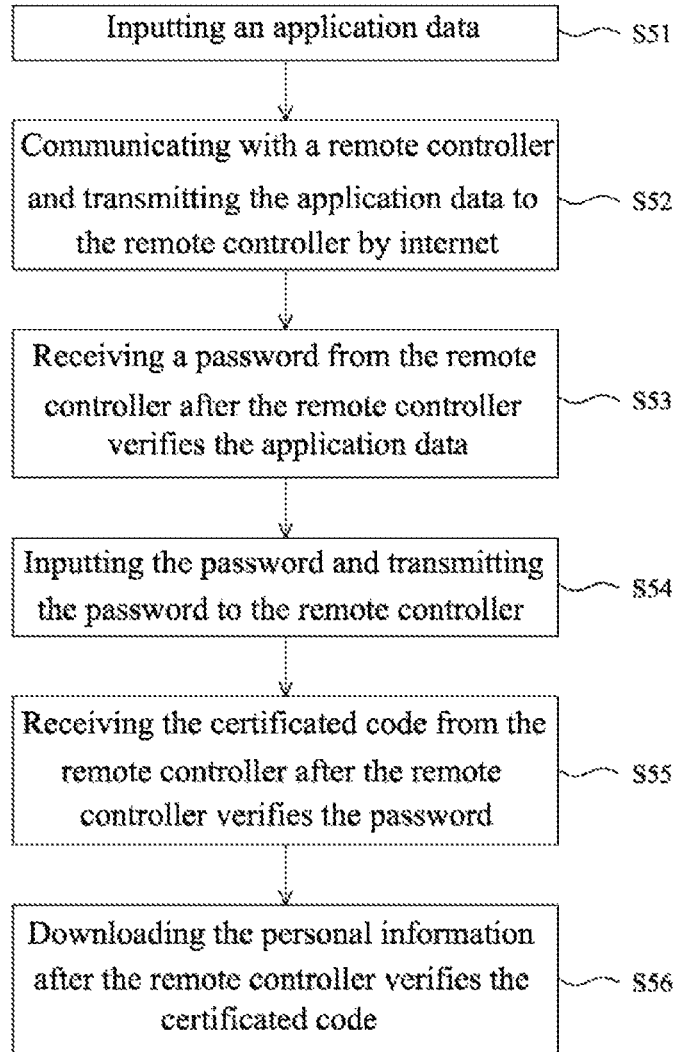 Inputting an application data
S51
Communicating with a remote controller
and transmitting the application data to
the remote controller by internet
S52
Receiving a password from the remote
controller after the remote controller
verifies the application data
S53
Inputting the password and transmitting
the password to the remote controller
S54
Receiving the certificated code from the
remote controller after the remote
controller verifies the password
S55
Downloading the personal information
after the remote controller verifies the
certificated code
S56